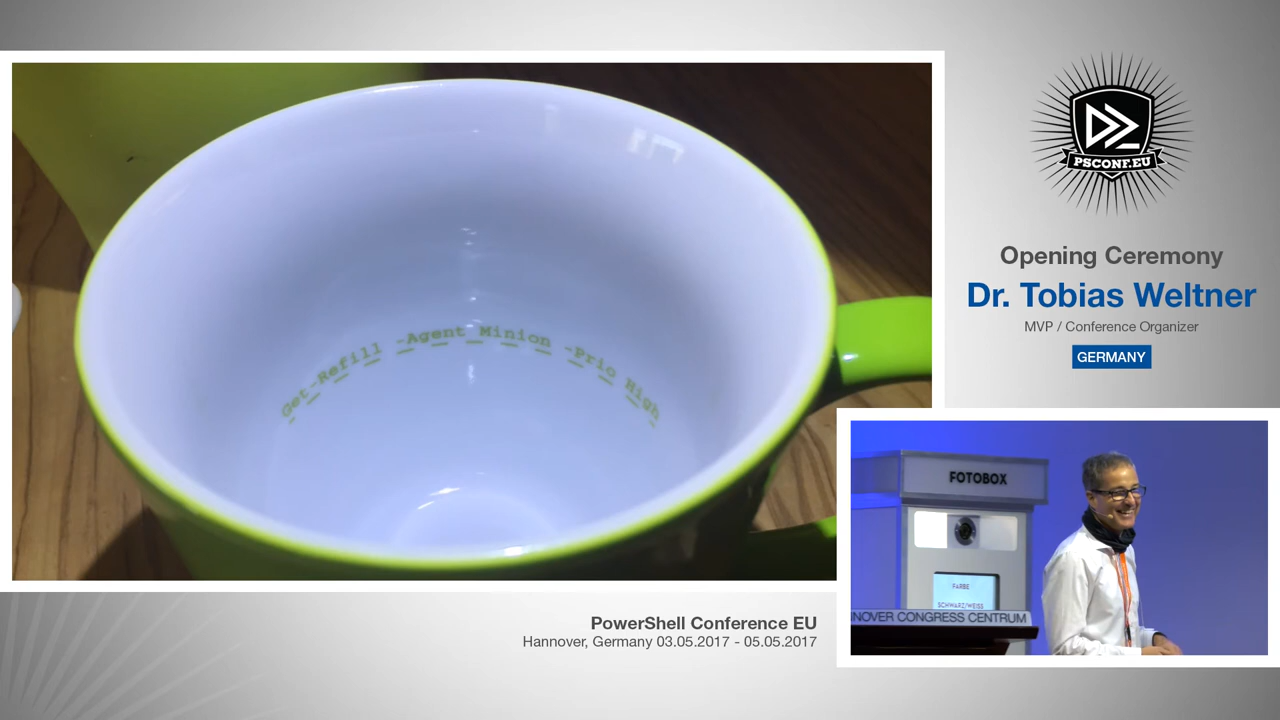 Get-Refill -Agent Minion -Prio High
PSCONF.EU
Opening Ceremony
Dr. Tobias Weltner
MVP / Conference Organizer
GERMANY
FOTOBOX
FARBE
SCHWARZ/WEISS
NOVER CONGRESS CENTRUM
PowerShell Conference EU
Hannover, Germany 03.05.2017 - 05.05.2017